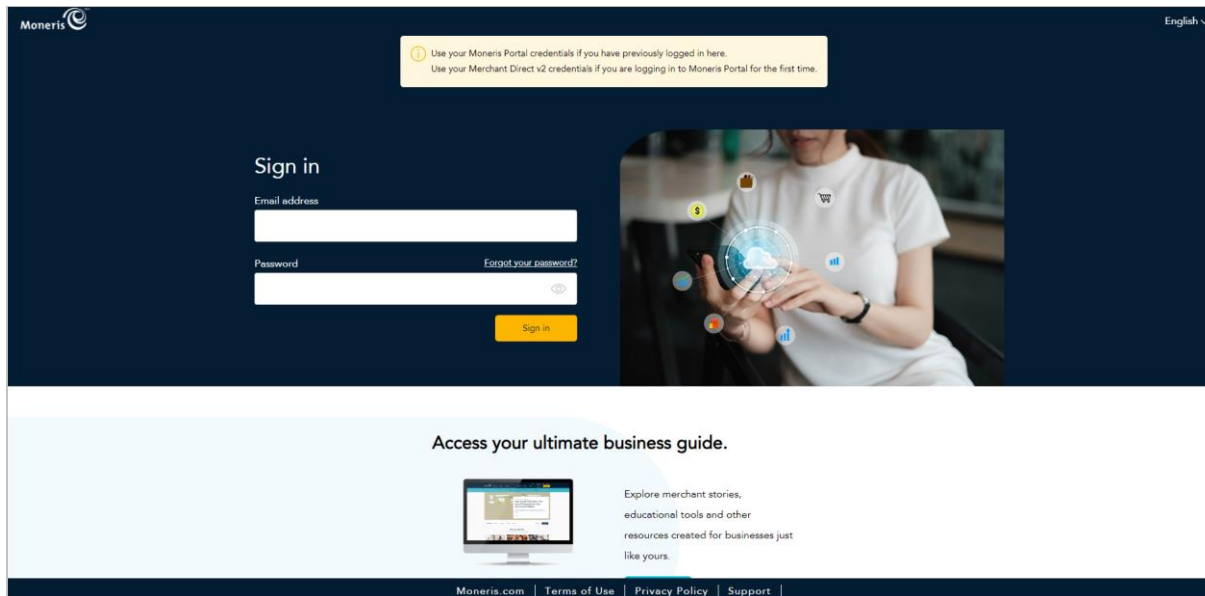 Moneris
English
Use your Moneris Portal credentials if you have previously logged in here.
Use your Merchant Direct v2 credentials if you are logging in to Moneris Portal for the first time.
Sign in
Email address
Password
Forgot your password?
Sign in
$
Access your ultimate business guide.
Explore merchant stories,
educational tools and other
resources created for businesses just
like yours.
Moneris.com | Terms of Use | Privacy Policy | Support |